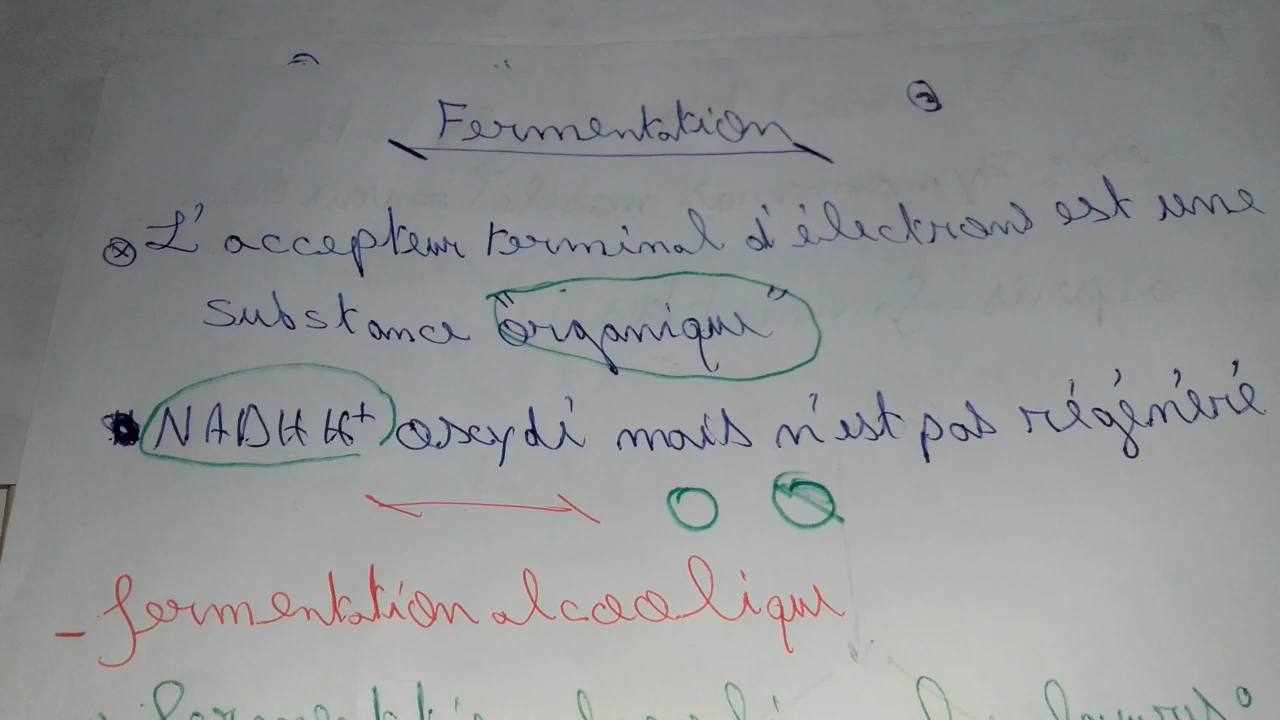 Fermentation
L'accepteur terminal d'électrons est une
substance "organique"
NADH H+ oxydé mais n'est pas régénéré
- fermentation alcoolique